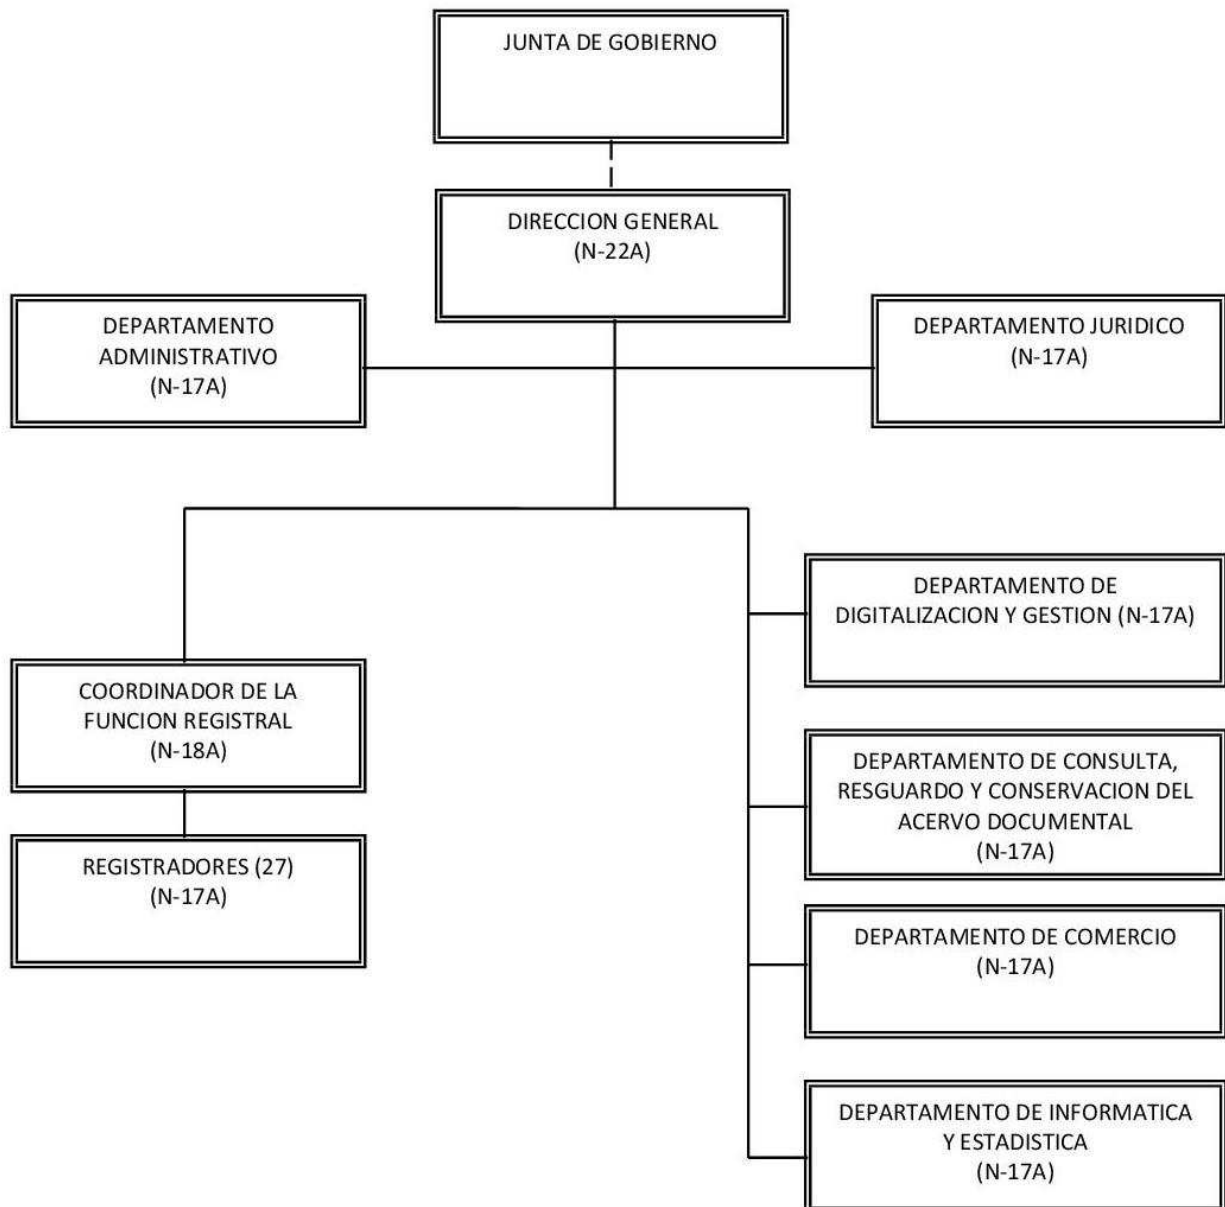 JUNTA DE GOBIERNO
DIRECCION GENERAL
(N-22A)
DEPARTAMENTO
ADMINISTRATIVO
(N-17A)
DEPARTAMENTO JURIDICO
(N-17A)
DEPARTAMENTO DE
DIGITALIZACION Y GESTION (N-17A)
COORDINADOR DE LA
FUNCION REGISTRAL
(N-18A)
DEPARTAMENTO DE CONSULTA,
RESGUARDO Y CONSERVACION DEL
ACERVO DOCUMENTAL
(N-17A)
REGISTRADORES (27)
(N-17A)
DEPARTAMENTO DE COMERCIO
(N-17A)
DEPARTAMENTO DE INFORMATICA
Y ESTADISTICA
(N-17A)